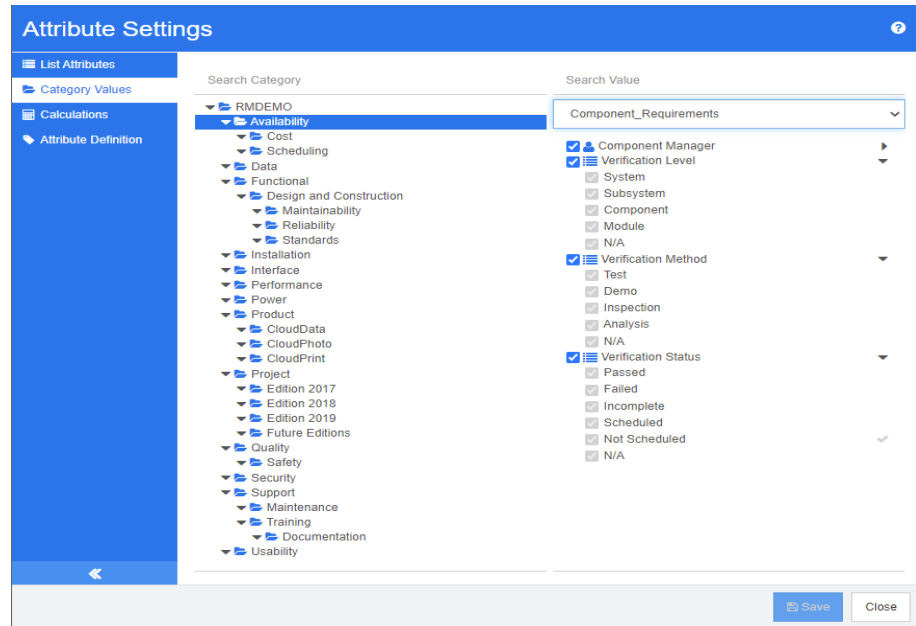 Attribute Settings
List Attributes
Category Values
Calculations
Attribute Definition
Search Category
RMDEMO
Availability
Cost
Scheduling
Data
Functional
Design and Construction
Maintainability
Reliability
Standards
Installation
Interface
Performance
Power
Product
CloudData
CloudPhoto
CloudPrint
Project
Edition 2017
Edition 2018
Edition 2019
Future Editions
Quality
Safety
Security
Support
Maintenance
Training
Documentation
Usability
Search Value
Component_Requirements
Component Manager
Verification Level
System
Subsystem
Component
Module
N/A
Verification Method
Test
Demo
Inspection
Analysis
N/A
Verification Status
Passed
Failed
Incomplete
Scheduled
Not Scheduled
N/A
Save
Close